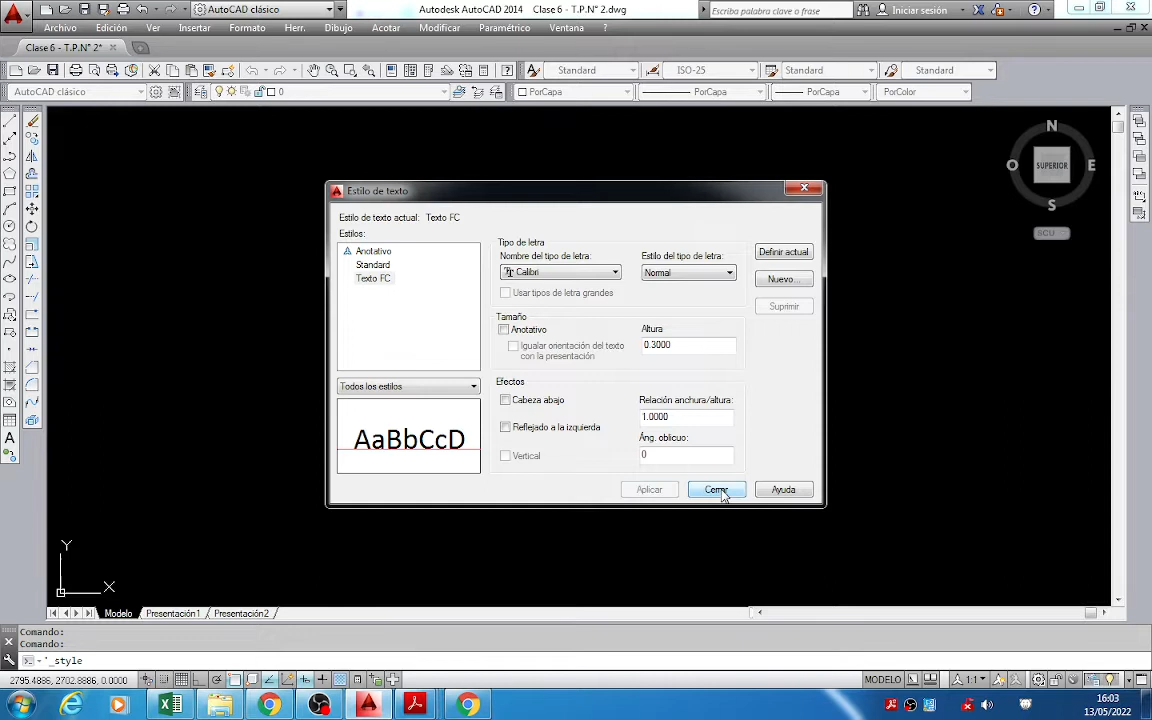 AutoCAD clásico
Autodesk AutoCAD 2014 Clase 6 - T.P.N° 2.dwg
Escriba palabra clave o frase
Iniciar sesión
Archivo Edición Ver Insertar Formato Herr. Dibujo Acotar Modificar Paramétrico Ventana ?
Clase 6 - T.P.N° 2*
Standard ISO-25 Standard Standard
AutoCAD clásico 0 PorCapa PorCapa PorCapa PorColor
N
O SUPERIOR E
S
SCU
Estilo de texto
Estilo de texto actual: Texto FC
Estilos:
Anotativo
Standard
Texto FC
Todos los estilos
AaBbCcD
Tipo de letra
Nombre del tipo de letra: Estilo del tipo de letra:
Calibri Normal
Usar tipos de letra grandes
Tamaño
Anotativo
Igualar orientación del texto
con la presentación
Altura
0.3000
Efectos
Cabeza abajo
Reflejado a la izquierda
Vertical
Relación anchura/altura:
1.0000
Áng. oblicuo:
0
Definir actual
Nuevo...
Suprimir
Aplicar Cerrar Ayuda
Y
X
Modelo Presentación1 Presentación2
Comando:
Comando:
'_style
2795.4886, 2702.8886, 0.0000
MODELO 1:1
16:03
13/05/2022